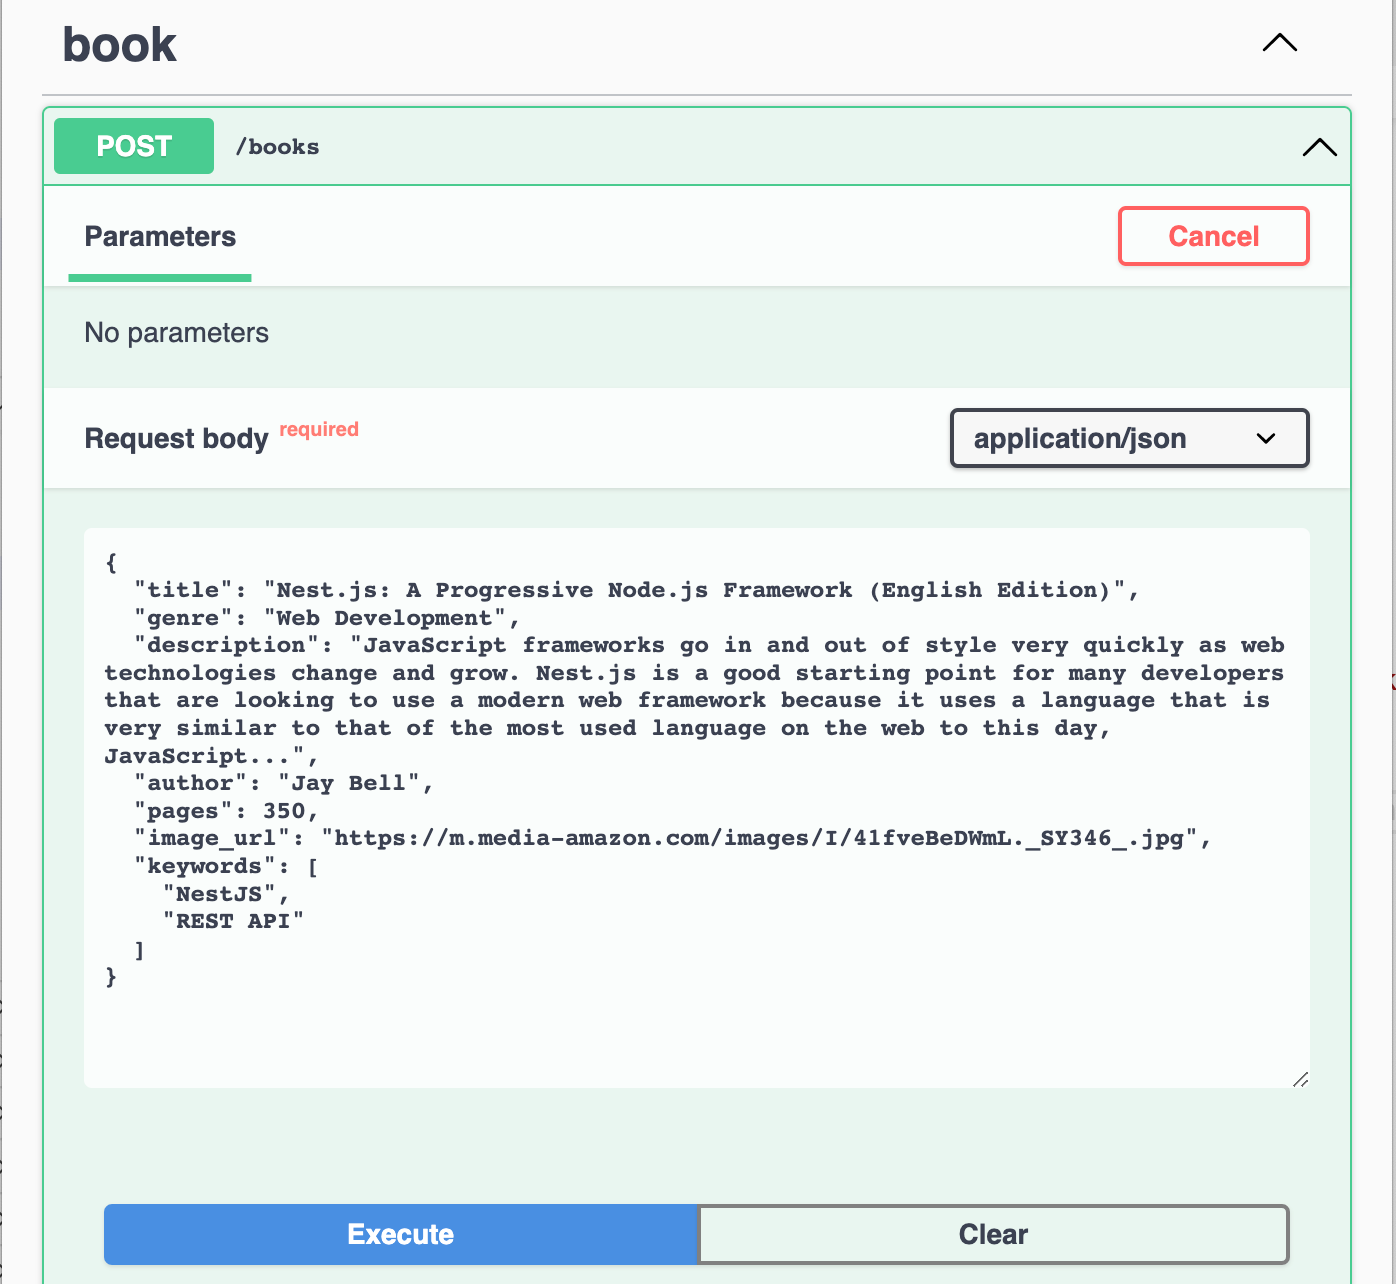 book
POST /books
Parameters
Cancel
No parameters
Request body required
application/json
{
  "title": "Nest.js: A Progressive Node.js Framework (English Edition)",
  "genre": "Web Development",
  "description": "JavaScript frameworks go in and out of style very quickly as web
technologies change and grow. Nest.js is a good starting point for many developers
that are looking to use a modern web framework because it uses a language that is
very similar to that of the most used language on the web to this day,
JavaScript...",
  "author": "Jay Bell",
  "pages": 350,
  "image_url": "https://m.media-amazon.com/images/I/41fveBeDWmL._SY346_.jpg",
  "keywords": [
    "NestJS",
    "REST API"
  ]
}
Execute
Clear